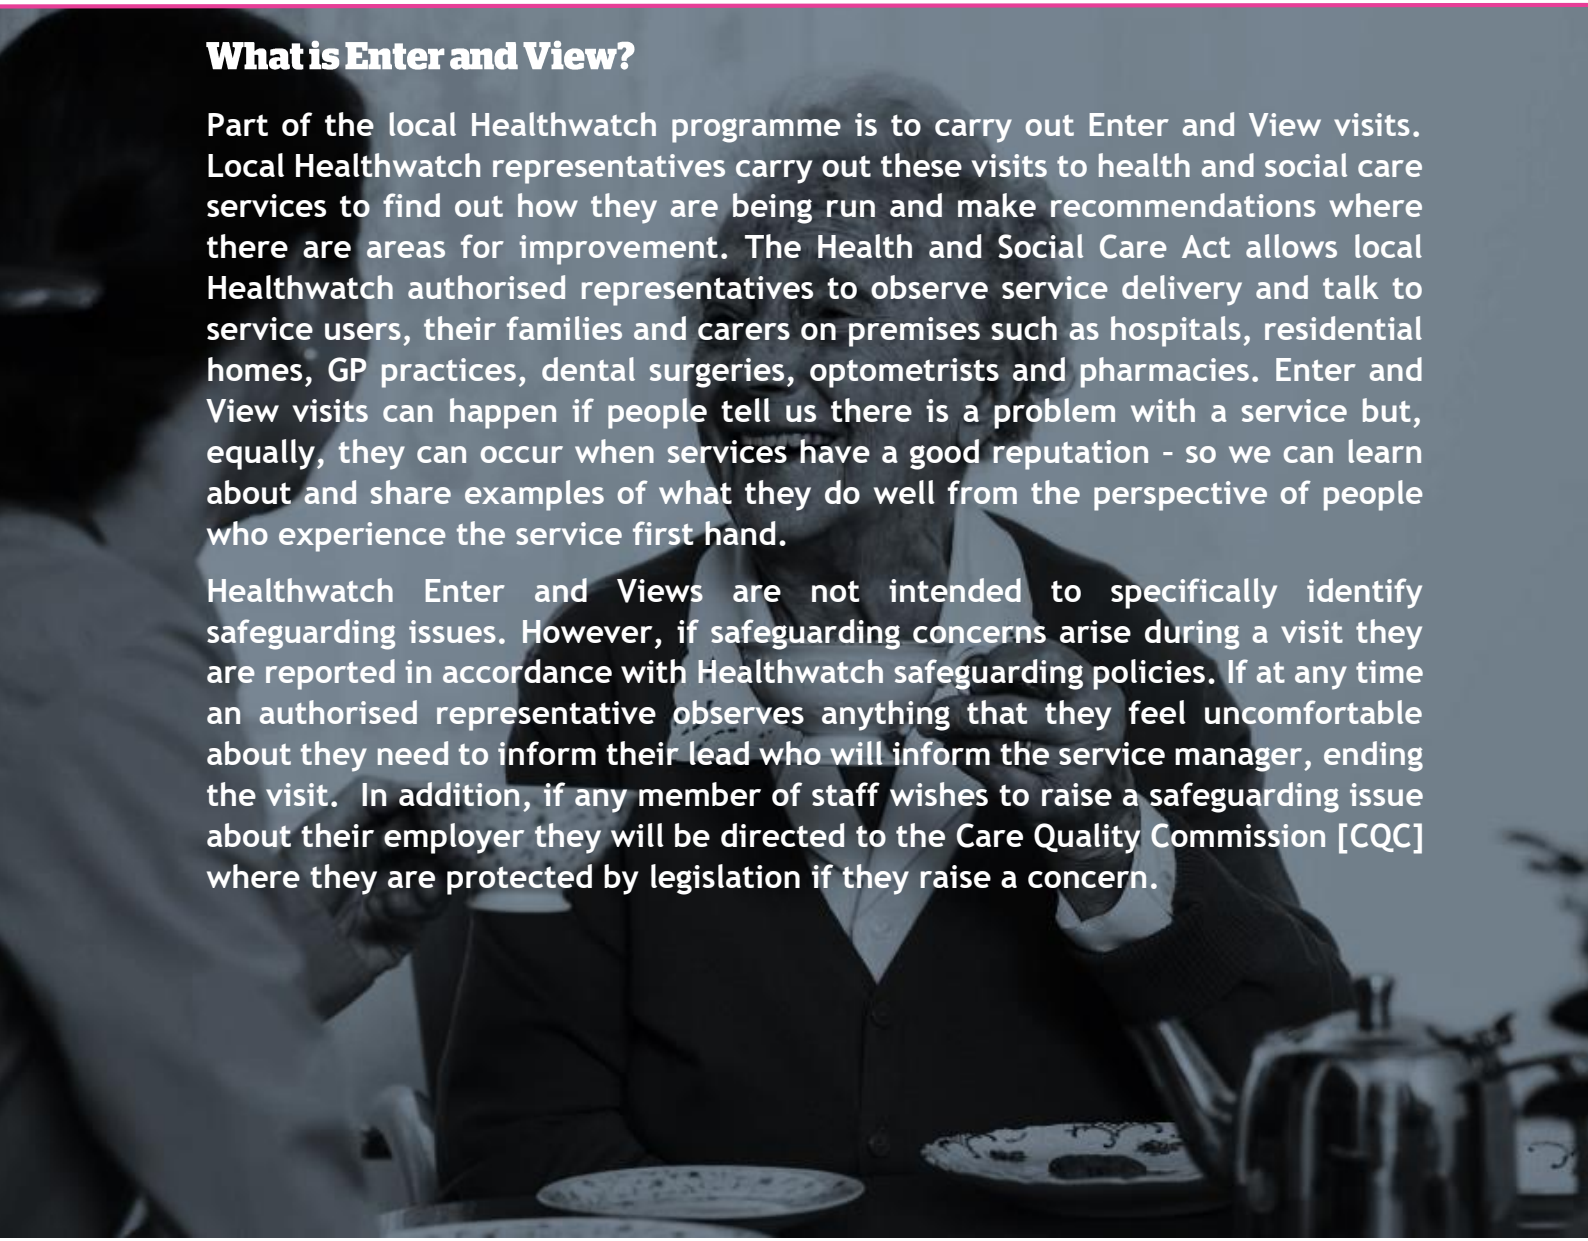 What is Enter and View?
Part of the local Healthwatch programme is to carry out Enter and View visits.
Local Healthwatch representatives carry out these visits to health and social care
services to find out how they are being run and make recommendations where
there are areas for improvement. The Health and Social Care Act allows local
Healthwatch authorised representatives to observe service delivery and talk to
service users, their families and carers on premises such as hospitals, residential
homes, GP practices, dental surgeries, optometrists and pharmacies. Enter and
View visits can happen if people tell us there is a problem with a service but,
equally, they can occur when services have a good reputation – so we can learn
about and share examples of what they do well from the perspective of people
who experience the service first hand.
Healthwatch Enter and Views are not intended to specifically identify
safeguarding issues. However, if safeguarding concerns arise during a visit they
are reported in accordance with Healthwatch safeguarding policies. If at any time
an authorised representative observes anything that they feel uncomfortable
about they need to inform their lead who will inform the service manager, ending
the visit.  In addition, if any member of staff wishes to raise a safeguarding issue
about their employer they will be directed to the Care Quality Commission [CQC]
where they are protected by legislation if they raise a concern.